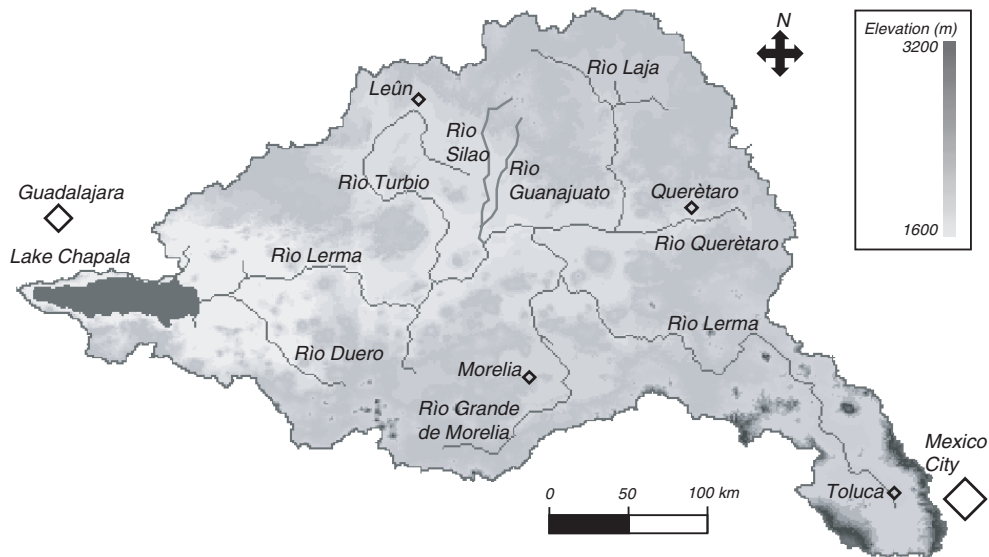 N
Elevation (m)
3200
1600
Rìo Laja
Leûn
Rìo
Silao
Rìo
Guanajuato
Rìo Turbio
Querètaro
Guadalajara
Rìo Querètaro
Lake Chapala
Rìo Lerma
Rìo Lerma
Rìo Duero
Morelia
Rìo Grande
de Morelia
Mexico
City
Toluca
0 50 100 km